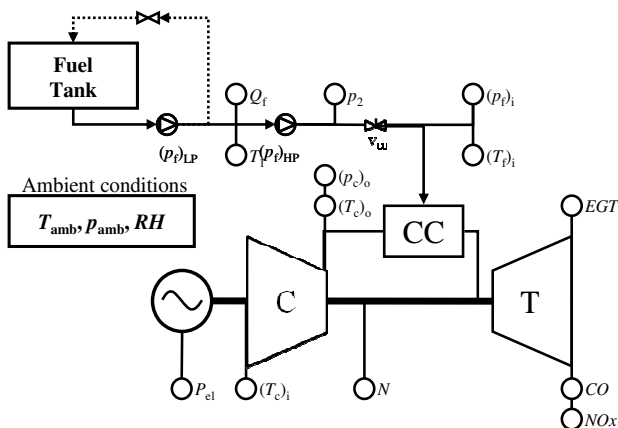 Fuel
Tank
Q_f
p_2
(p_f)_i
(p_f)_LP
(p_f)_HP
(T_f)_i
Ambient conditions
T_amb, p_amb, RH
(p_c)_o
(T_c)_o
CC
EGT
C
T
P_el
(T_c)_i
N
CO
NOx